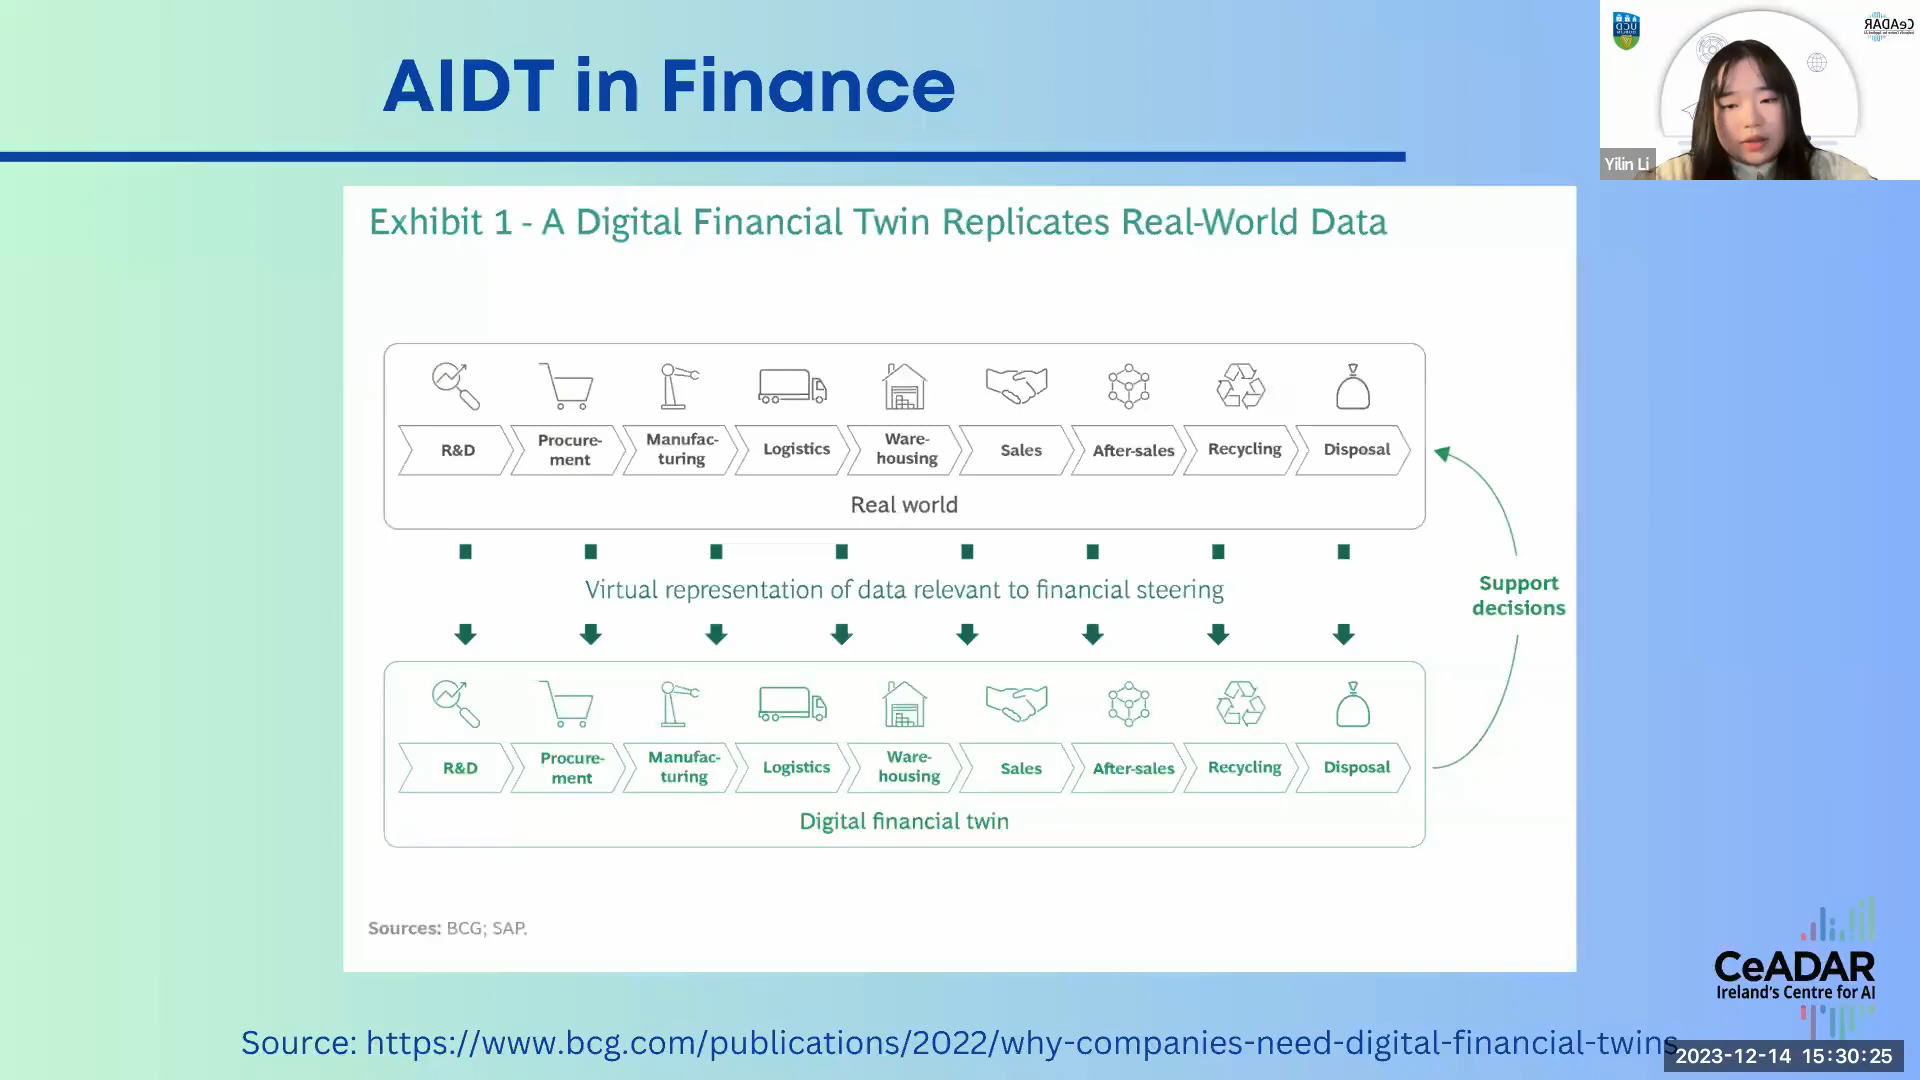 AIDT in Finance
UCD
DUBLIN
CeADAR
Yilin Li
Exhibit 1 - A Digital Financial Twin Replicates Real-World Data
R&D
Procure-
ment
Manufac-
turing
Logistics
Ware-
housing
Sales
After-sales
Recycling
Disposal
Real world
Virtual representation of data relevant to financial steering
Support
decisions
R&D
Procure-
ment
Manufac-
turing
Logistics
Ware-
housing
Sales
After-sales
Recycling
Disposal
Digital financial twin
Sources: BCG; SAP.
CeADAR
Ireland's Centre for AI
Source: https://www.bcg.com/publications/2022/why-companies-need-digital-financial-twins
2023-12-14 15:30:25